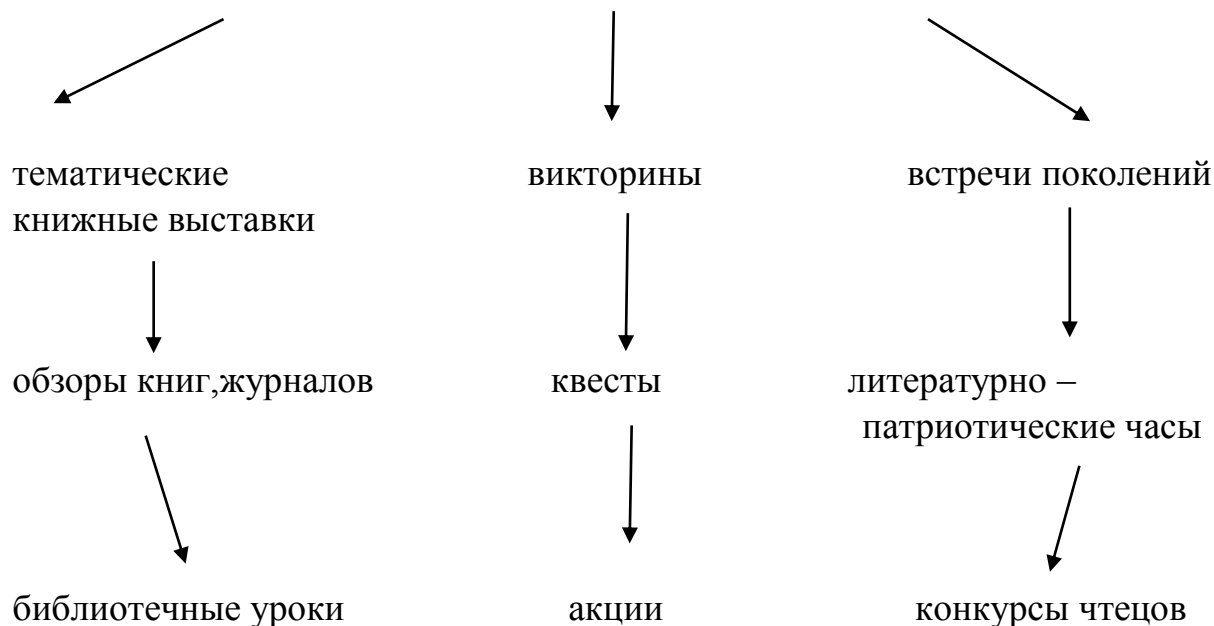 тематические викторины встречи поколений
книжные выставки
обзоры книг,журналов квесты литературно –
патриотические часы
библиотечные уроки акции конкурсы чтецов